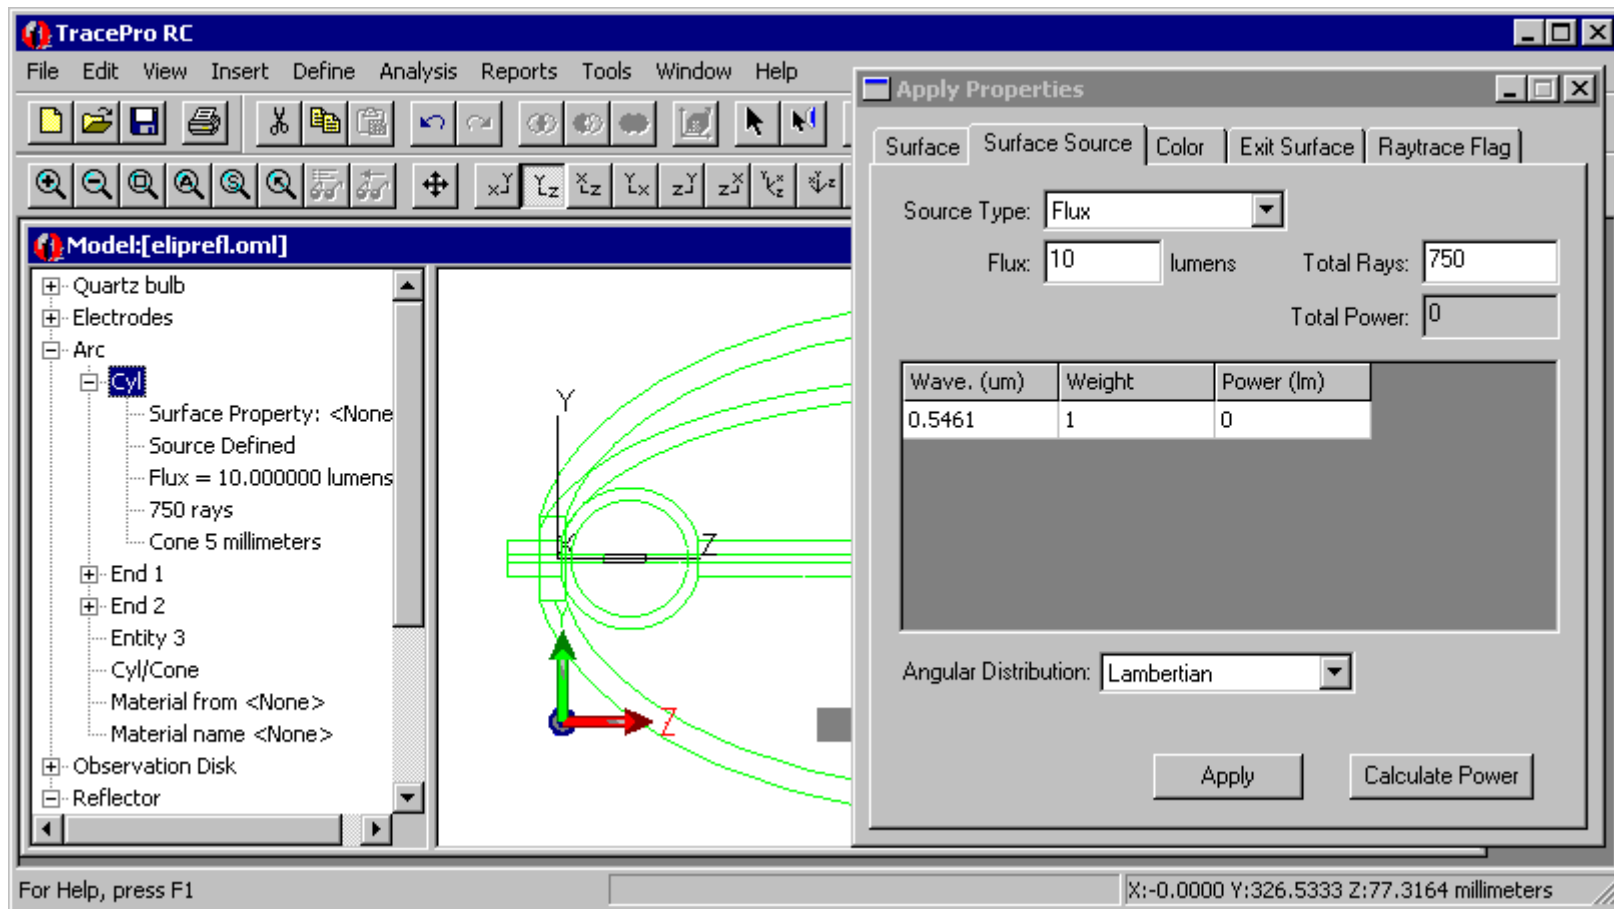 TracePro RC
File Edit View Insert Define Analysis Reports Tools Window Help
Model:[eliprefl.oml]
Quartz bulb
Electrodes
Arc
Cyl
Surface Property: <None
Source Defined
Flux = 10.000000 lumens
750 rays
Cone 5 millimeters
End 1
End 2
Entity 3
Cyl/Cone
Material from <None>
Material name <None>
Observation Disk
Reflector
Y
X
Z
Z
Apply Properties
Surface Surface Source Color Exit Surface Raytrace Flag
Source Type: Flux
Flux: 10 lumens Total Rays: 750
Total Power: 0
Wave. (um) Weight Power (lm)
0.5461 1 0
Angular Distribution: Lambertian
Apply Calculate Power
For Help, press F1
X:-0.0000 Y:326.5333 Z:77.3164 millimeters